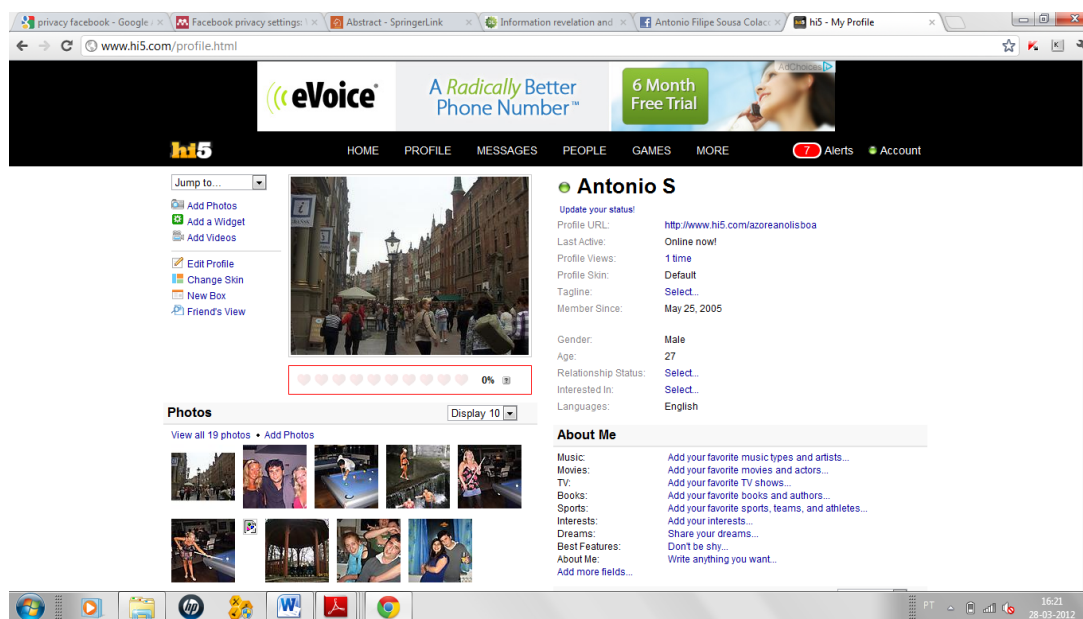 privacy facebook - Google
Facebook privacy settings:
Abstract - SpringerLink
Information revelation and
Antonio Filipe Sousa Colac
hi5 - My Profile
www.hi5.com/profile.html
AdChoices
eVoice
A Radically Better
Phone Number™
6 Month
Free Trial
hi5
HOME
PROFILE
MESSAGES
PEOPLE
GAMES
MORE
7 Alerts
Account
Jump to...
Add Photos
Add a Widget
Add Videos
Edit Profile
Change Skin
New Box
Friend's View
0%
Photos
Display 10
View all 19 photos • Add Photos
Antonio S
Update your status!
Profile URL: http://www.hi5.com/azoreanolisboa
Last Active: Online now!
Profile Views: 1 time
Profile Skin: Default
Tagline: Select...
Member Since: May 25, 2005
Gender: Male
Age: 27
Relationship Status: Select...
Interested In: Select...
Languages: English
About Me
Music: Add your favorite music types and artists...
Movies: Add your favorite movies and actors...
TV: Add your favorite TV shows...
Books: Add your favorite books and authors...
Sports: Add your favorite sports, teams, and athletes...
Interests: Add your interests...
Dreams: Share your dreams...
Best Features: Don't be shy...
About Me: Write anything you want...
Add more fields...
PT
16:21
28-03-2012